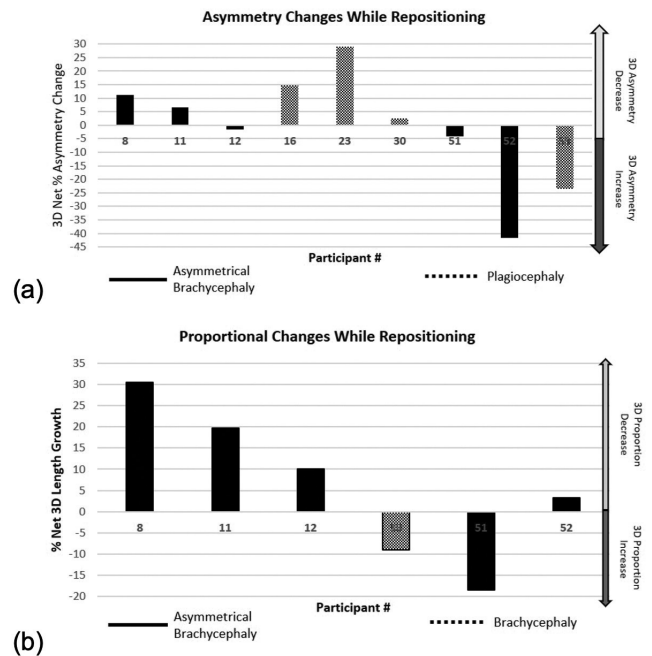 Asymmetry Changes While Repositioning
3D Net % Asymmetry Change
30
25
20
15
10
5
0
-5
-10
-15
-20
-25
-30
-35
-40
-45
8 11 12 16 23 30 51 52
3D Asymmetry
Decrease
3D Asymmetry
Increase
Participant #
Asymmetrical
Brachycephaly
Plagiocephaly
(a)
Proportional Changes While Repositioning
% Net 3D Length Growth
35
30
25
20
15
10
5
0
-5
-10
-15
-20
8 11 12 51 52
3D Proportion
Decrease
3D Proportion
Increase
Participant #
Asymmetrical
Brachycephaly
Brachycephaly
(b)